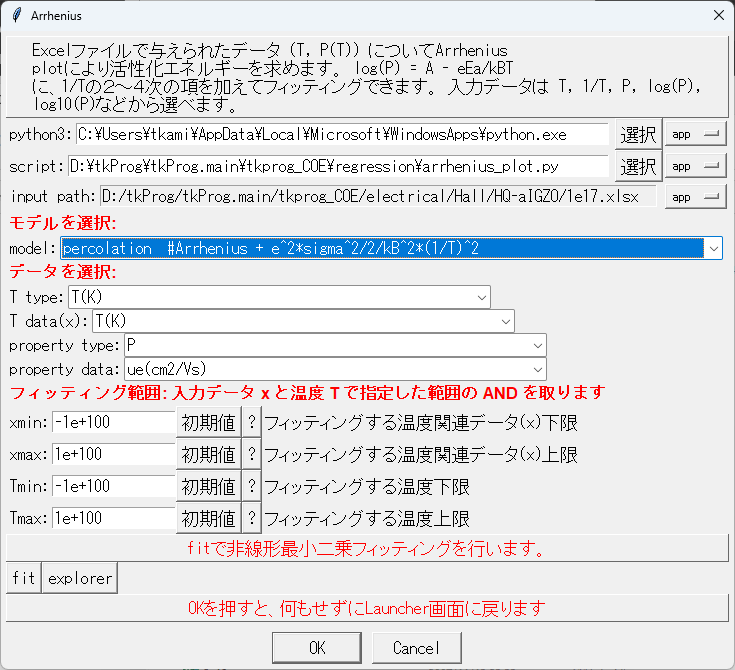 Arrhenius
Excelファイルで与えられたデータ (T, P(T)) についてArrhenius
plotにより活性化エネルギーを求めます。 log(P) = A - eEa/kBT
に、1/Tの２～４次の項を加えてフィッティングできます。 入力データは T, 1/T, P, log(P),
log10(P)などから選べます。
python3: C:¥Users¥tkami¥AppData¥Local¥Microsoft¥WindowsApps¥python.exe 選択 app
script: D:¥tkProg¥tkProg.main¥tkprog_COE¥regression¥arrhenius_plot.py 選択 app
input path: D:/tkProg/tkProg.main/tkprog_COE/electrical/Hall/HQ-aIGZO/1e17.xlsx app
モデルを選択:
model: percolation #Arrhenius + e^2*sigma^2/2/kB^2*(1/T)^2
データを選択:
T type: T(K)
T data(x): T(K)
property type: P
property data: ue(cm2/Vs)
フィッティング範囲: 入力データ x と温度 T で指定した範囲の AND を取ります
xmin: -1e+100 初期値 ? フィッティングする温度関連データ(x)下限
xmax: 1e+100 初期値 ? フィッティングする温度関連データ(x)上限
Tmin: -1e+100 初期値 ? フィッティングする温度下限
Tmax: 1e+100 初期値 ? フィッティングする温度上限
fitで非線形最小二乗フィッティングを行います。
fit explorer
OKを押すと、何もせずにLauncher画面に戻ります
OK Cancel